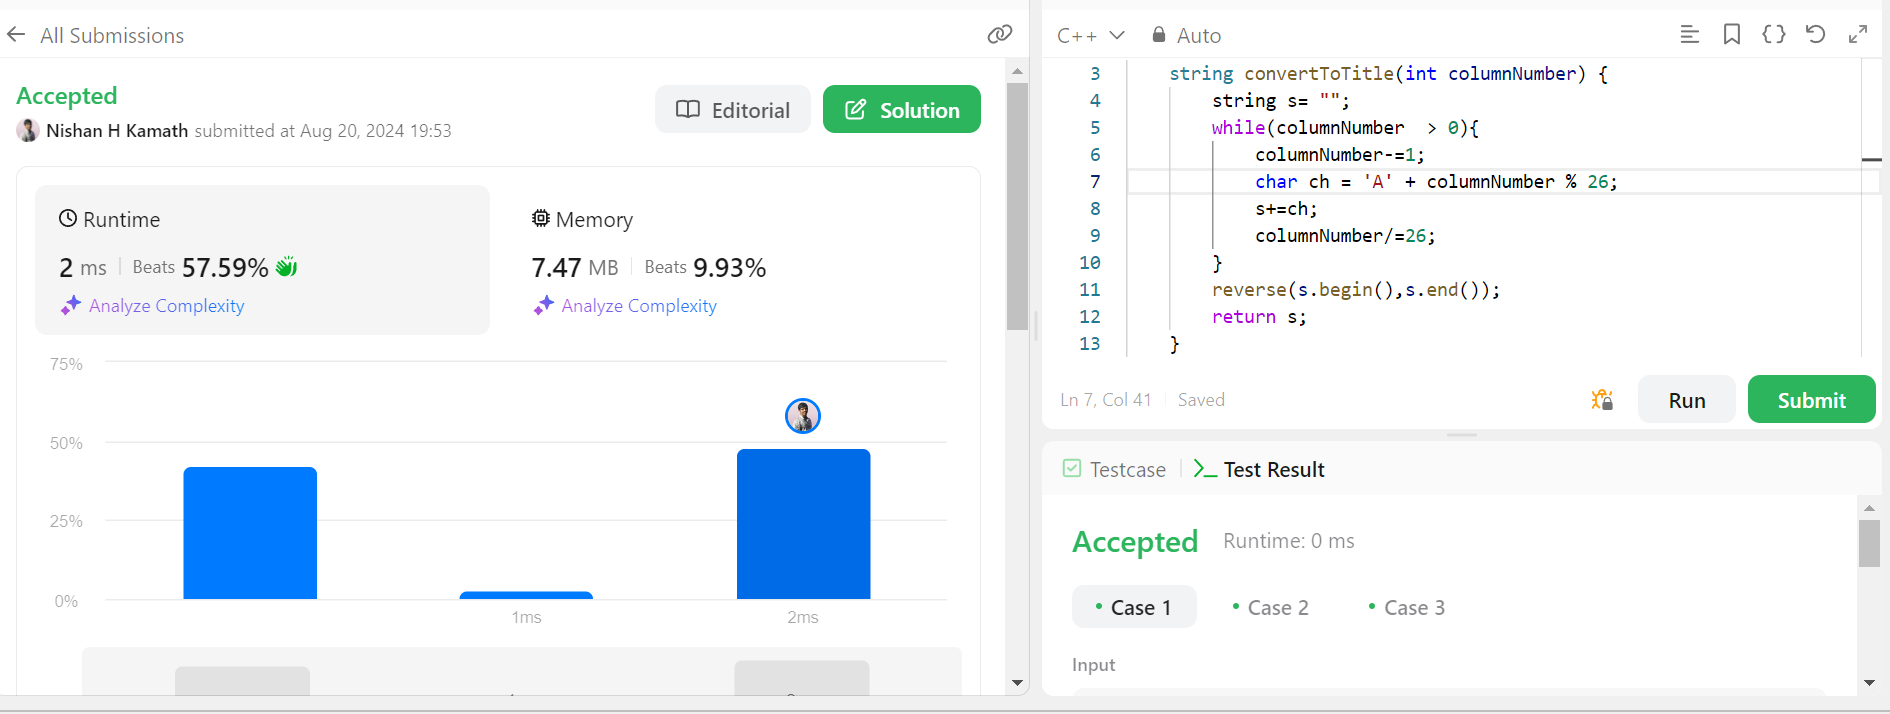 All Submissions
Accepted
Nishan H Kamath submitted at Aug 20, 2024 19:53
Editorial
Solution
Runtime
2 ms | Beats 57.59%
Analyze Complexity
Memory
7.47 MB | Beats 9.93%
Analyze Complexity
75%
50%
25%
0%
1ms
2ms
C++
Auto
3 string convertToTitle(int columnNumber) {
4 string s= "";
5 while(columnNumber  > 0){
6 columnNumber-=1;
7 char ch = 'A' + columnNumber % 26;
8 s+=ch;
9 columnNumber/=26;
10 }
11 reverse(s.begin(),s.end());
12 return s;
13 }
Ln 7, Col 41 | Saved
Run
Submit
Testcase | Test Result
Accepted Runtime: 0 ms
• Case 1 • Case 2 • Case 3
Input